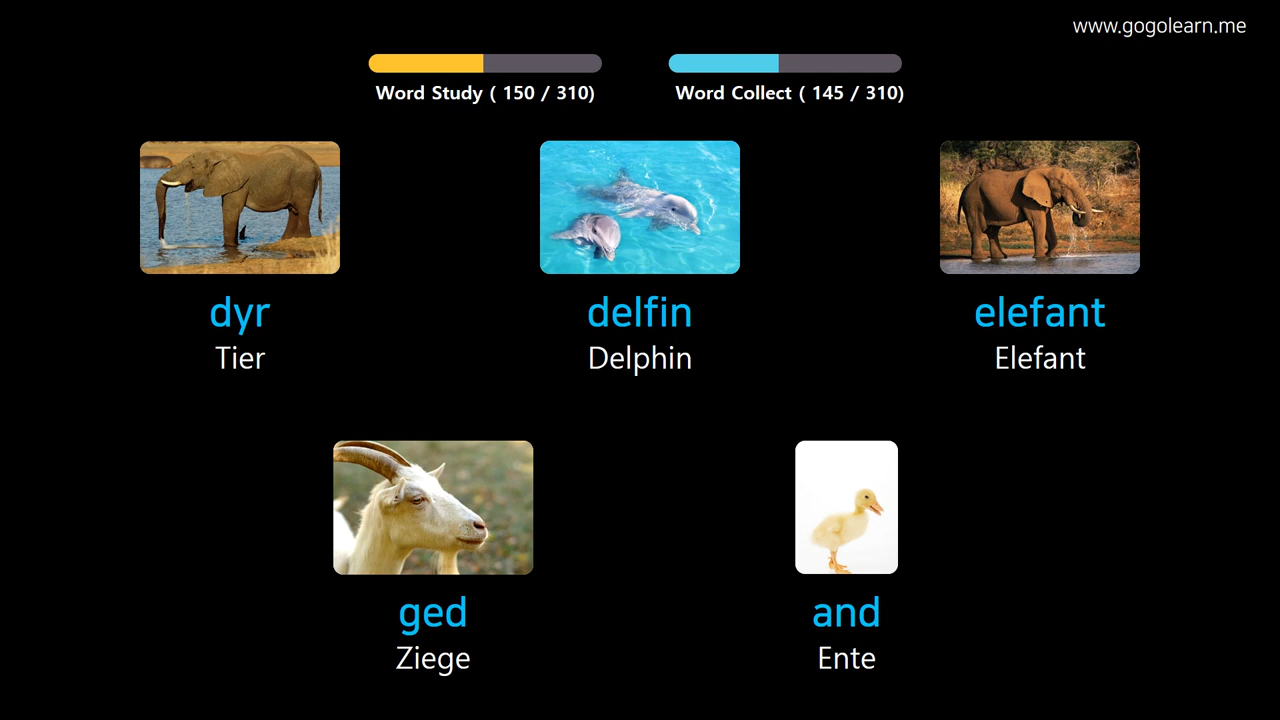 www.gogolearn.me
Word Study ( 150 / 310)
Word Collect ( 145 / 310)
dyr
Tier
delfin
Delphin
elefant
Elefant
ged
Ziege
and
Ente